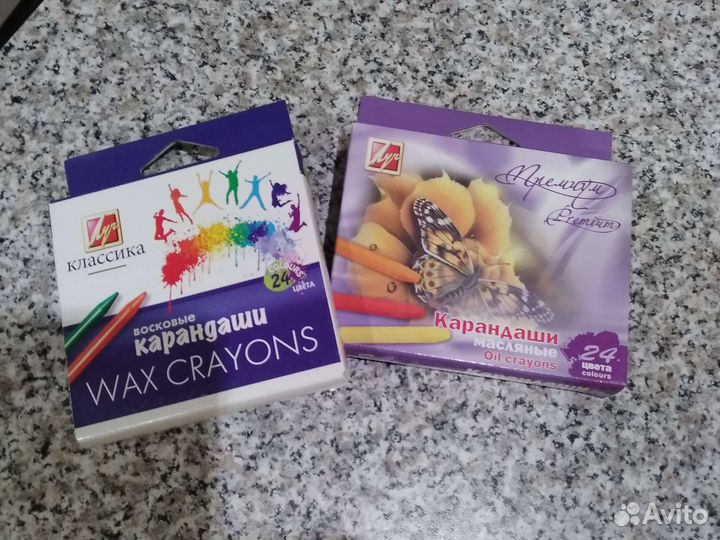 Луч
классика
COLOURS
24
ЦВЕТА
восковые
карандаши
WAX CRAYONS
Луч
Премиум
Premium
Карандаши
масляные
Oil crayons
24
цвета
colours
Avito